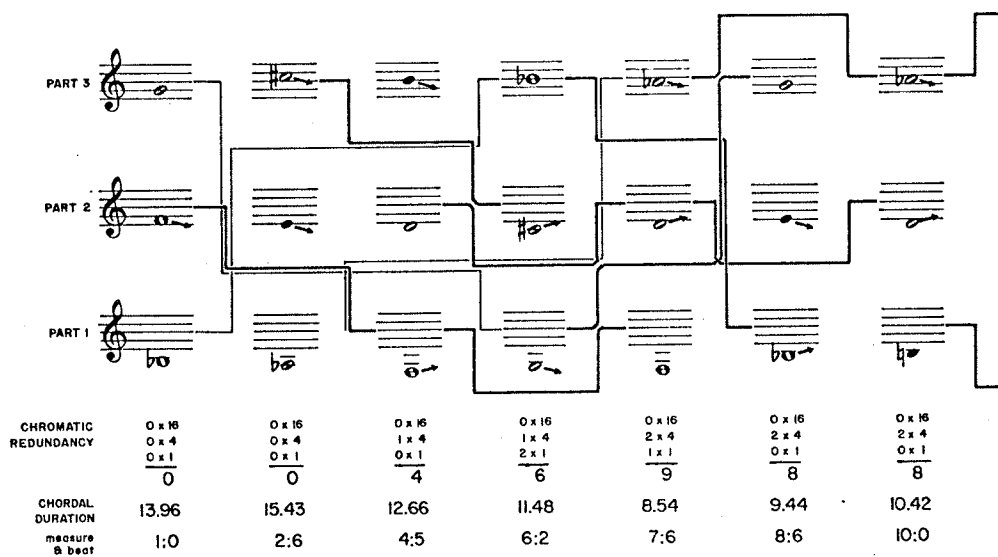 PART 3
PART 2
PART 1
CHROMATIC REDUNDANCY 0 x 16 0 x 16 0 x 16 0 x 16 0 x 16 0 x 16 0 x 16
0 x 4 0 x 4 1 x 4 1 x 4 2 x 4 2 x 4 2 x 4
0 x 1 0 x 1 0 x 1 2 x 1 1 x 1 0 x 1 0 x 1
0 0 4 6 9 8 8
CHORDAL DURATION 13.96 15.43 12.66 11.48 8.54 9.44 10.42
measure & beat 1:0 2:6 4:5 6:2 7:6 8:6 10:0